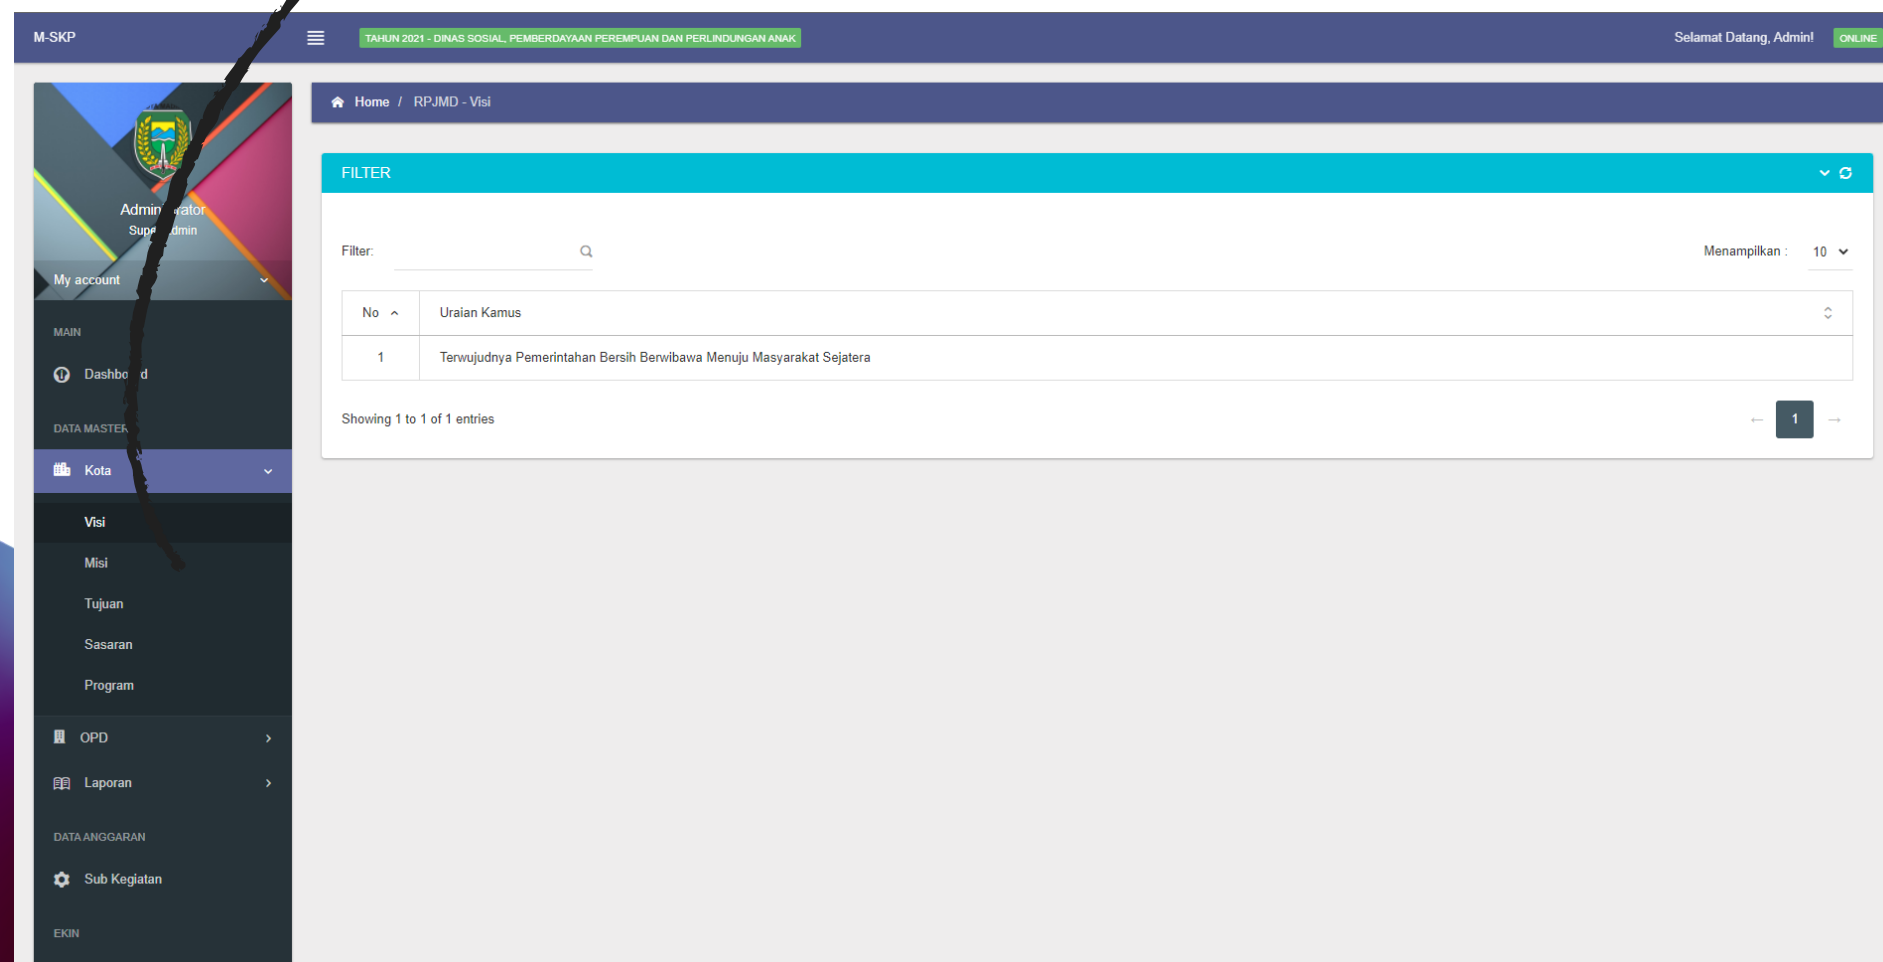 M-SKP
TAHUN 2021 - DINAS SOSIAL, PEMBERDAYAAN PEREMPUAN DAN PERLINDUNGAN ANAK
Selamat Datang, Admin!
ONLINE
Home / RPJMD - Visi
My account
MAIN
DATA MASTER
Kota
Visi
Misi
Tujuan
Sasaran
Program
OPD
Laporan
DATA ANGGARAN
Sub Kegiatan
EKIN
FILTER
Filter:
Menampilkan : 10
No Uraian Kamus
1 Terwujudnya Pemerintahan Bersih Berwibawa Menuju Masyarakat Sejatera
Showing 1 to 1 of 1 entries
← 1 →